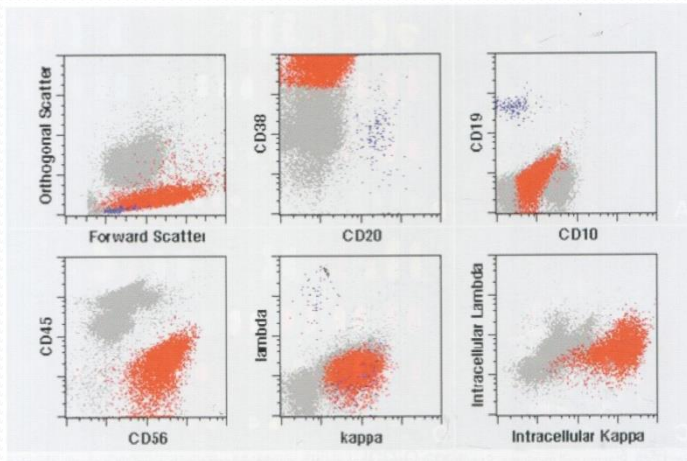 Orthogonal Scatter
Forward Scatter
CD38
CD20
CD19
CD10
CD45
CD56
lambda
kappa
Intracellular Lambda
Intracellular Kappa